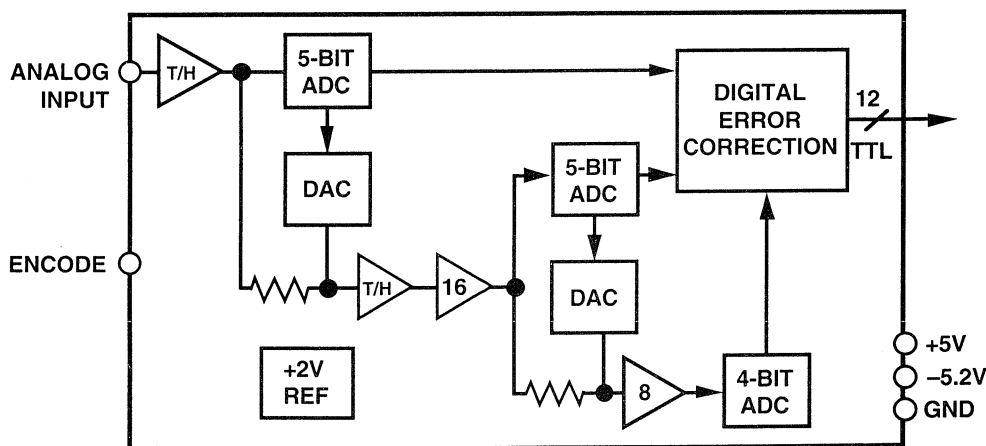 ANALOG
INPUT
T/H
5-BIT
ADC
DIGITAL
ERROR
CORRECTION
12
TTL
DAC
5-BIT
ADC
ENCODE
T/H
16
DAC
+2V
REF
8
4-BIT
ADC
+5V
–5.2V
GND